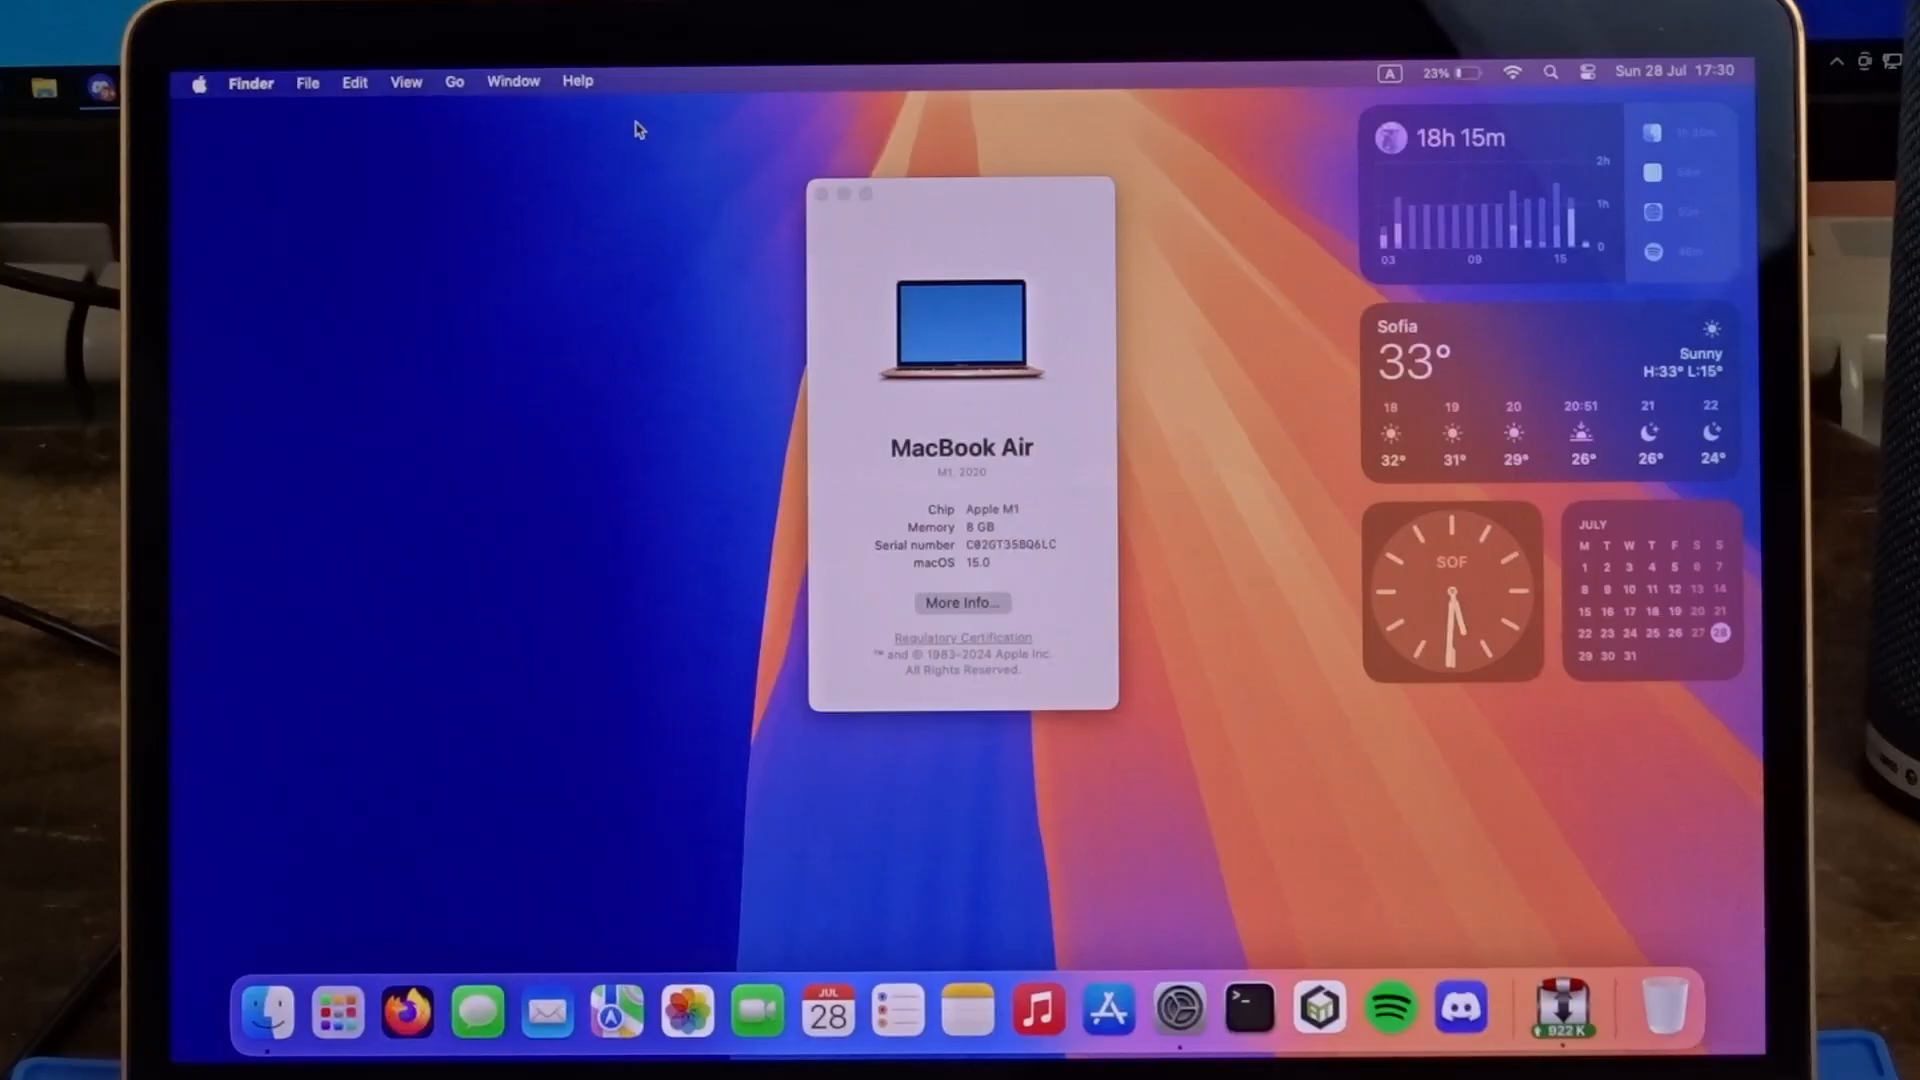 Finder File Edit View Go Window Help
A 23% Sun 28 Jul 17:30
18h 15m
2h
1h
0
03 09 15
Sofia
33°
Sunny
H:33° L:15°
18 19 20 20:51 21 22
32° 31° 29° 26° 26° 24°
SOF
JULY
M T W T F S S
1 2 3 4 5 6 7
8 9 10 11 12 13 14
15 16 17 18 19 20 21
22 23 24 25 26 27 28
29 30 31
MacBook Air
M1, 2020
Chip Apple M1
Memory 8 GB
Serial number C02GT35BQ6LC
macOS 15.0
More Info...
Regulatory Certification
™ and © 1983-2024 Apple Inc.
All Rights Reserved.
JUL
28
922 K